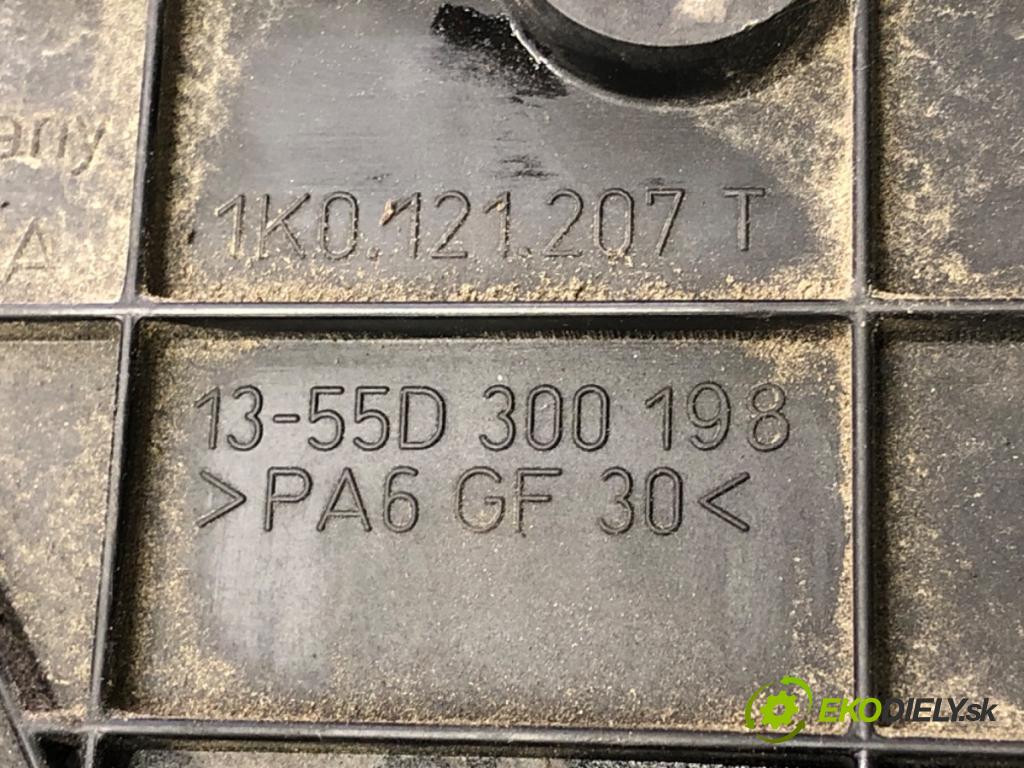 1K0.121.207 T
13-55D 300 198
>PA6 GF 30<
A
EKODIELY.sk